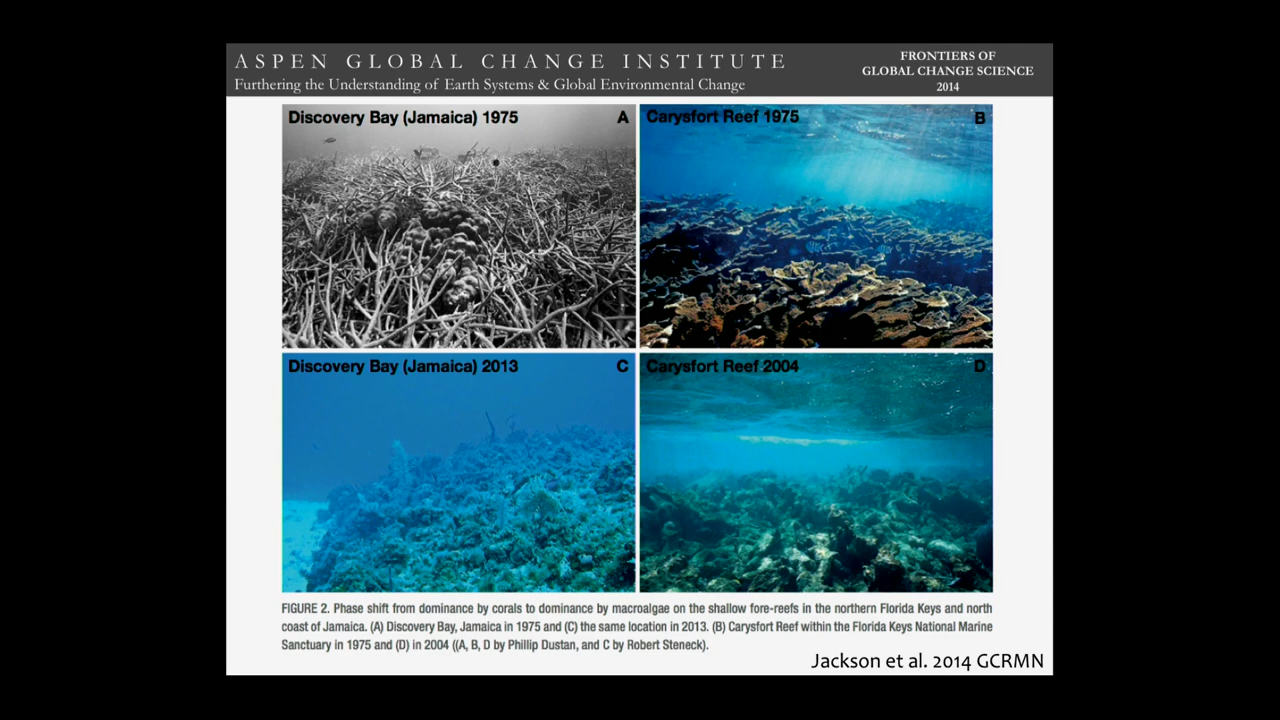 ASPEN GLOBAL CHANGE INSTITUTE
Furthering the Understanding of Earth Systems & Global Environmental Change
FRONTIERS OF
GLOBAL CHANGE SCIENCE
2014
Discovery Bay (Jamaica) 1975 A
Carysfort Reef 1975 B
Discovery Bay (Jamaica) 2013 C
Carysfort Reef 2004 D
FIGURE 2. Phase shift from dominance by corals to dominance by macroalgae on the shallow fore-reefs in the northern Florida Keys and north
coast of Jamaica. (A) Discovery Bay, Jamaica in 1975 and (C) the same location in 2013. (B) Carysfort Reef within the Florida Keys National Marine
Sanctuary in 1975 and (D) in 2004 ((A, B, D by Phillip Dustan, and C by Robert Steneck).
Jackson et al. 2014 GCRMN